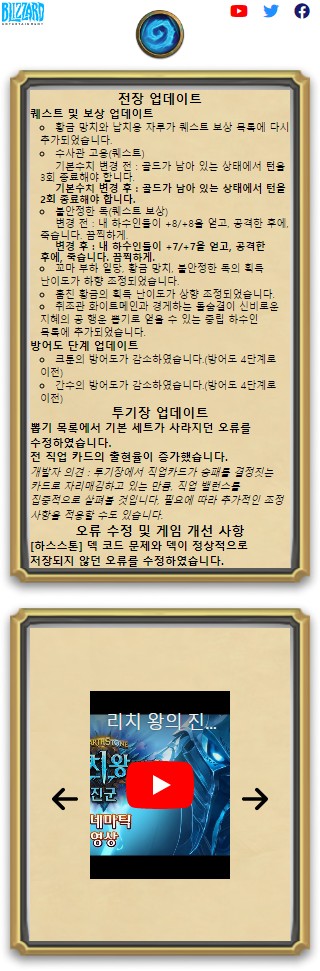 BLIZZARD
ENTERTAINMENT
전장 업데이트
퀘스트 및 보상 업데이트
황금 망치와 납치용 자루가 퀘스트 보상 목록에 다시
추가되었습니다.
수사관 고용(퀘스트)
기본수치 변경 전 : 골드가 남아 있는 상태에서 턴을
3회 종료해야 합니다.
기본수치 변경 후 : 골드가 남아 있는 상태에서 턴을
2회 종료해야 합니다.
불안정한 독(퀘스트 보상)
변경 전 : 내 하수인들이 +8/+8을 얻고, 공격한 후에,
죽습니다. 끔찍하게.
변경 후 : 내 하수인들이 +7/+7을 얻고, 공격한
후에, 죽습니다. 끔찍하게.
꼬마 부하 일당, 황금 망치, 불안정한 독의 획득
난이도가 하향 조정되었습니다.
훔친 황금의 획득 난이도가 상향 조정되었습니다.
취조관 화이트메인과 경계하는 돌숨결이 신비로운
지혜의 공 행운 뽑기로 얻을 수 있는 중립 하수인
목록에 추가되었습니다.
방어도 단계 업데이트
크툰의 방어도가 감소하였습니다.(방어도 4단계로
이전)
간수의 방어도가 감소하였습니다.(방어도 4단계로
이전)
투기장 업데이트
뽑기 목록에서 기본 세트가 사라지던 오류를
수정하였습니다.
전 직업 카드의 출현율이 증가했습니다.
개발자 의견 : 투기장에서 직업카드가 승패를 결정짓는
카드로 자리매김하고 있는 만큼, 직업 밸런스를
집중적으로 살펴볼 것입니다. 필요에 따라 추가적인 조정
사항을 적용할 수도 있습니다.
오류 수정 및 게임 개선 사항
[하스스톤] 덱 코드 문제와 덱이 정상적으로
저장되지 않던 오류를 수정하였습니다.
리치 왕의 진...
진군
네마틱
영상